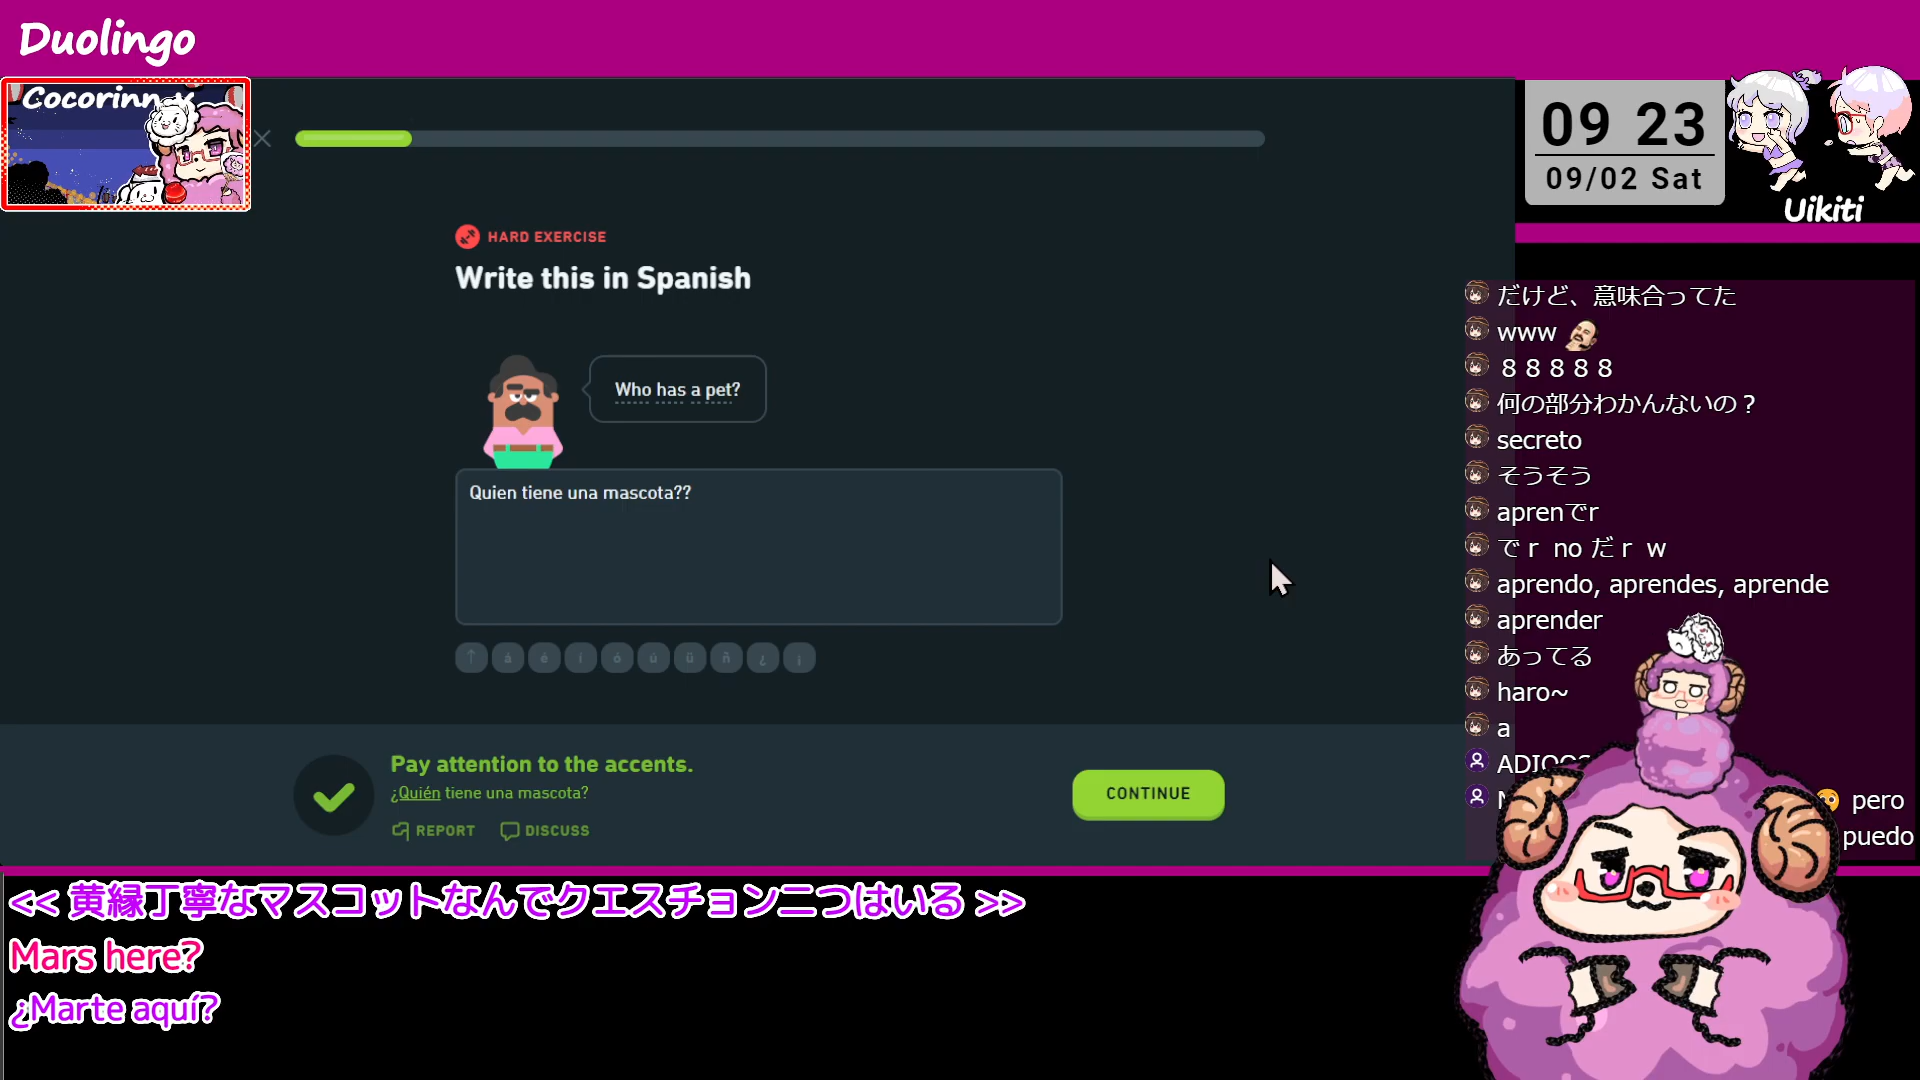 Duolingo
Cocorinn
09 23
09/02 Sat
Uikiti
HARD EXERCISE
Write this in Spanish
Who has a pet?
Quien tiene una mascota??
↑ á é í ó ú ü ñ ¿ ¡
Pay attention to the accents.
¿Quién tiene una mascota?
REPORT DISCUSS
CONTINUE
だけど、意味合ってた
www
８８８８８
何の部分わかんないの？
secreto
そうそう
aprenでr
でｒ no だｒ w
aprendo, aprendes, aprende
aprender
あってる
haro~
a
pero
puedo
<< 黄縁丁寧なマスコットなんでクエスチョン二つはいる >>
Mars here?
¿Marte aquí?